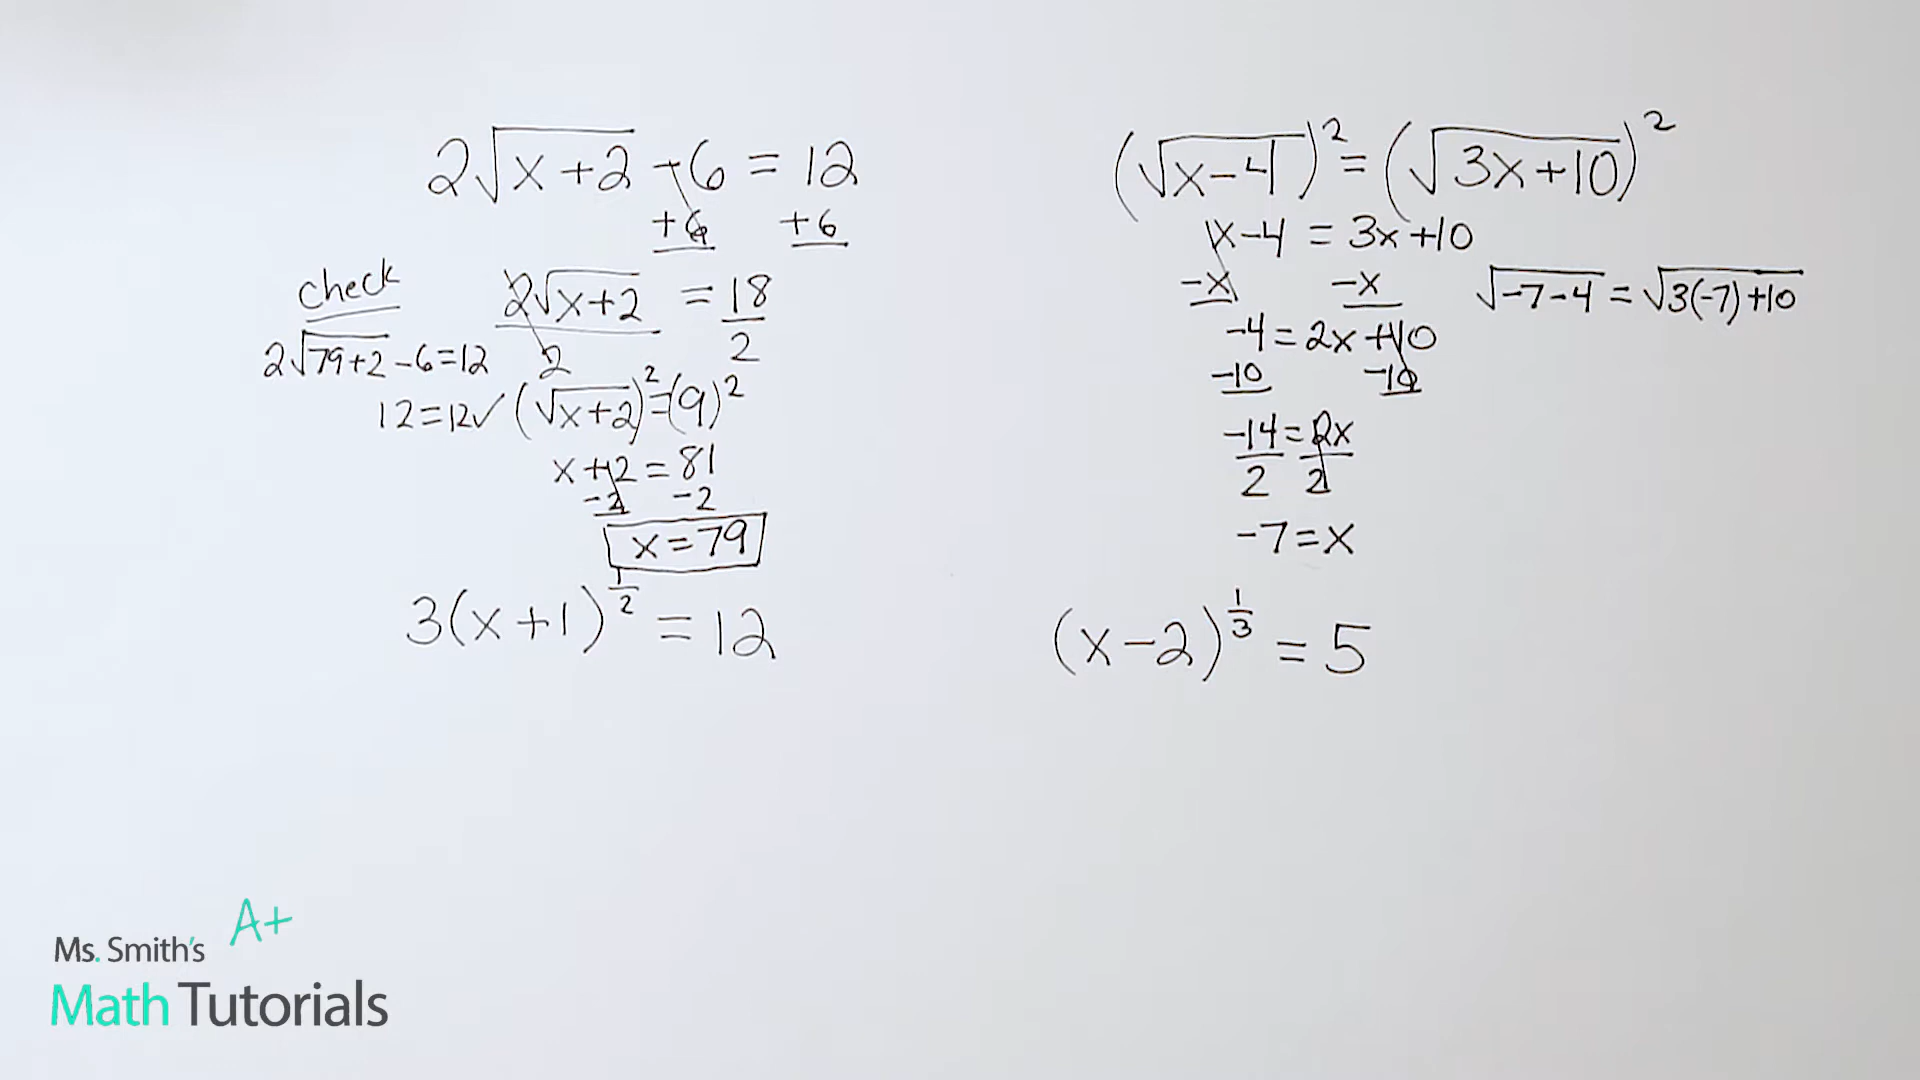 2√(x+2) - 6 = 12
+6 +6
check
2√(x+2) = 18
2 2
2√(79+2) - 6 = 12
(√(x+2))² = (9)²
12 = 12 ✓
x + 2 = 81
-2 -2
x = 79
3(x+1)^(1/2) = 12
(√(x-4))² = (√(3x+10))²
x - 4 = 3x + 10
-x -x
√(-7-4) = √(3(-7)+10)
-4 = 2x + 10
-10 -10
-14 = 2x
2 2
-7 = x
(x-2)^(1/3) = 5
A+
Ms. Smith's
Math Tutorials